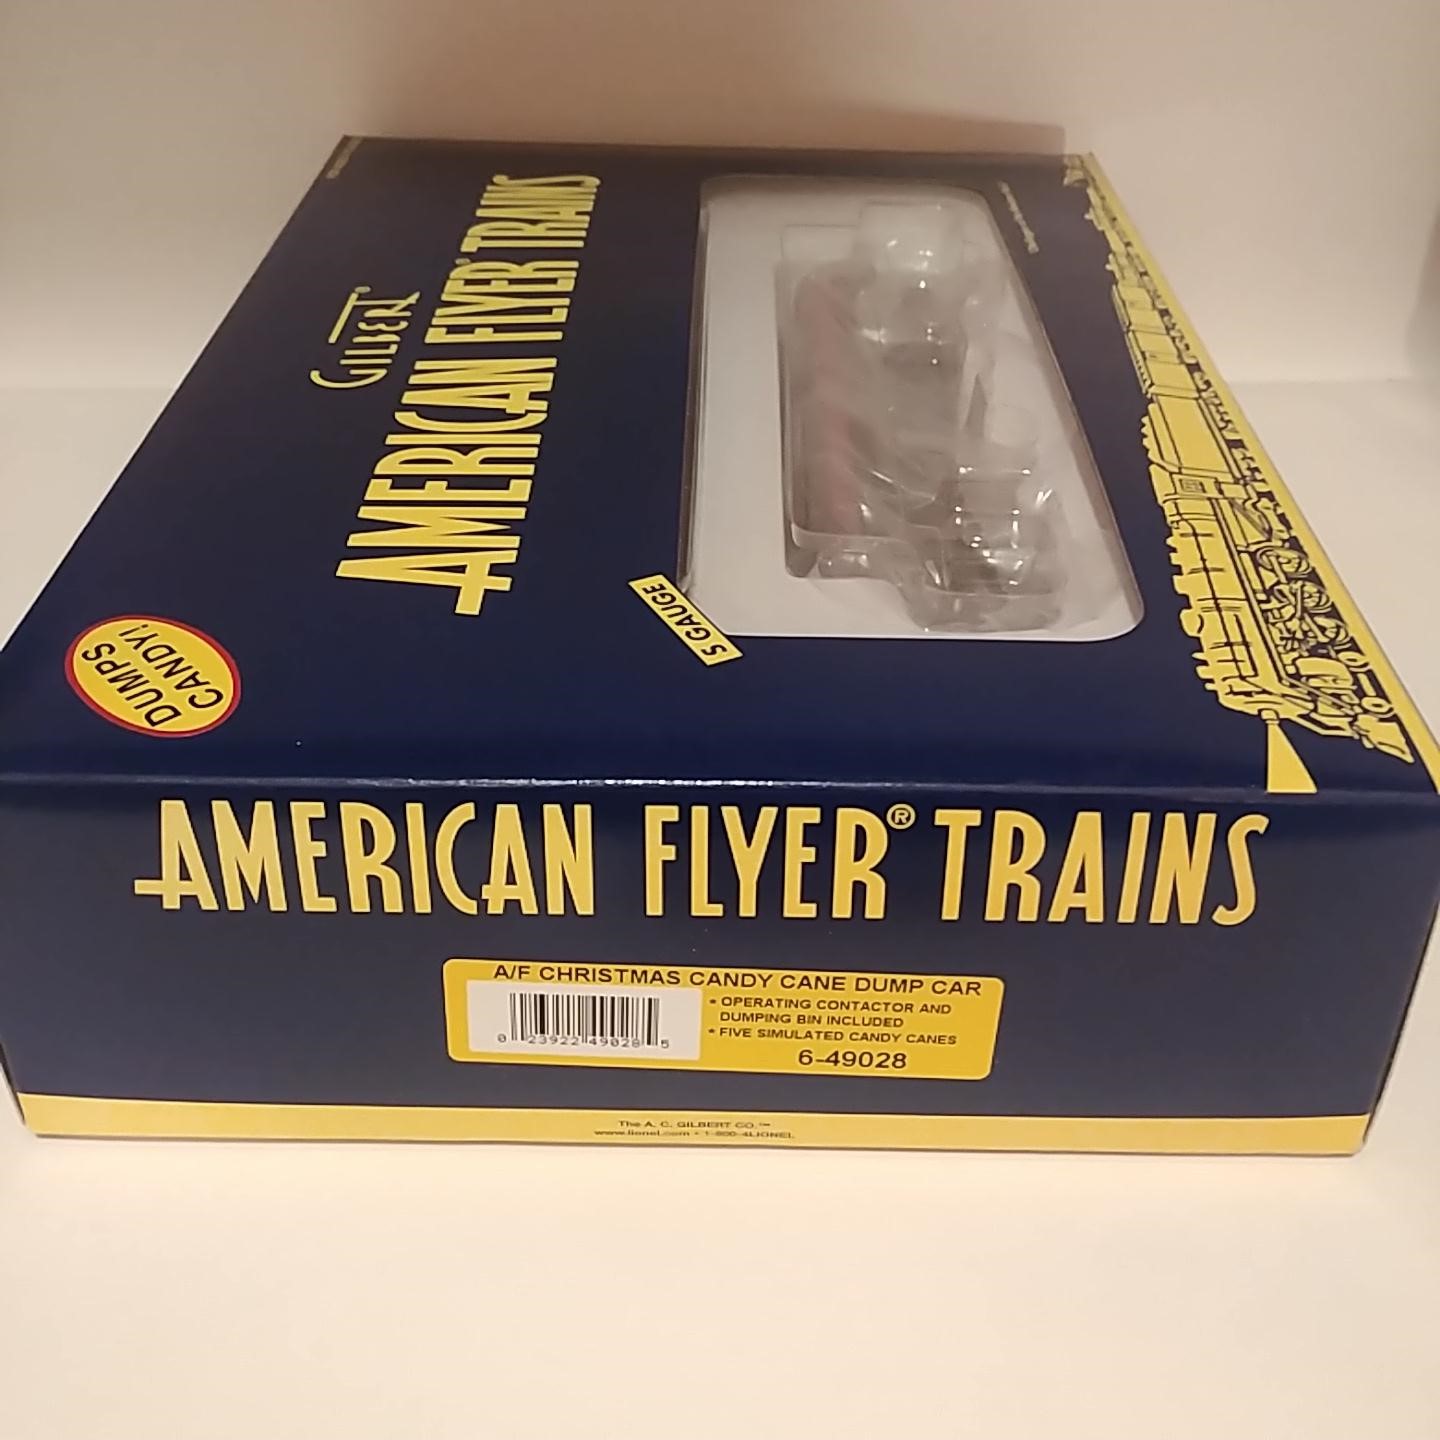 GILBERT®
AMERICAN FLYER® TRAINS
S GAUGE
DUMPS
CANDY!
AMERICAN FLYER® TRAINS
A/F CHRISTMAS CANDY CANE DUMP CAR
* OPERATING CONTACTOR AND
DUMPING BIN INCLUDED
* FIVE SIMULATED CANDY CANES
6-49028
0 23922 49028 5
The A. C. GILBERT CO.™
www.lionel.com • 1-800-4LIONEL